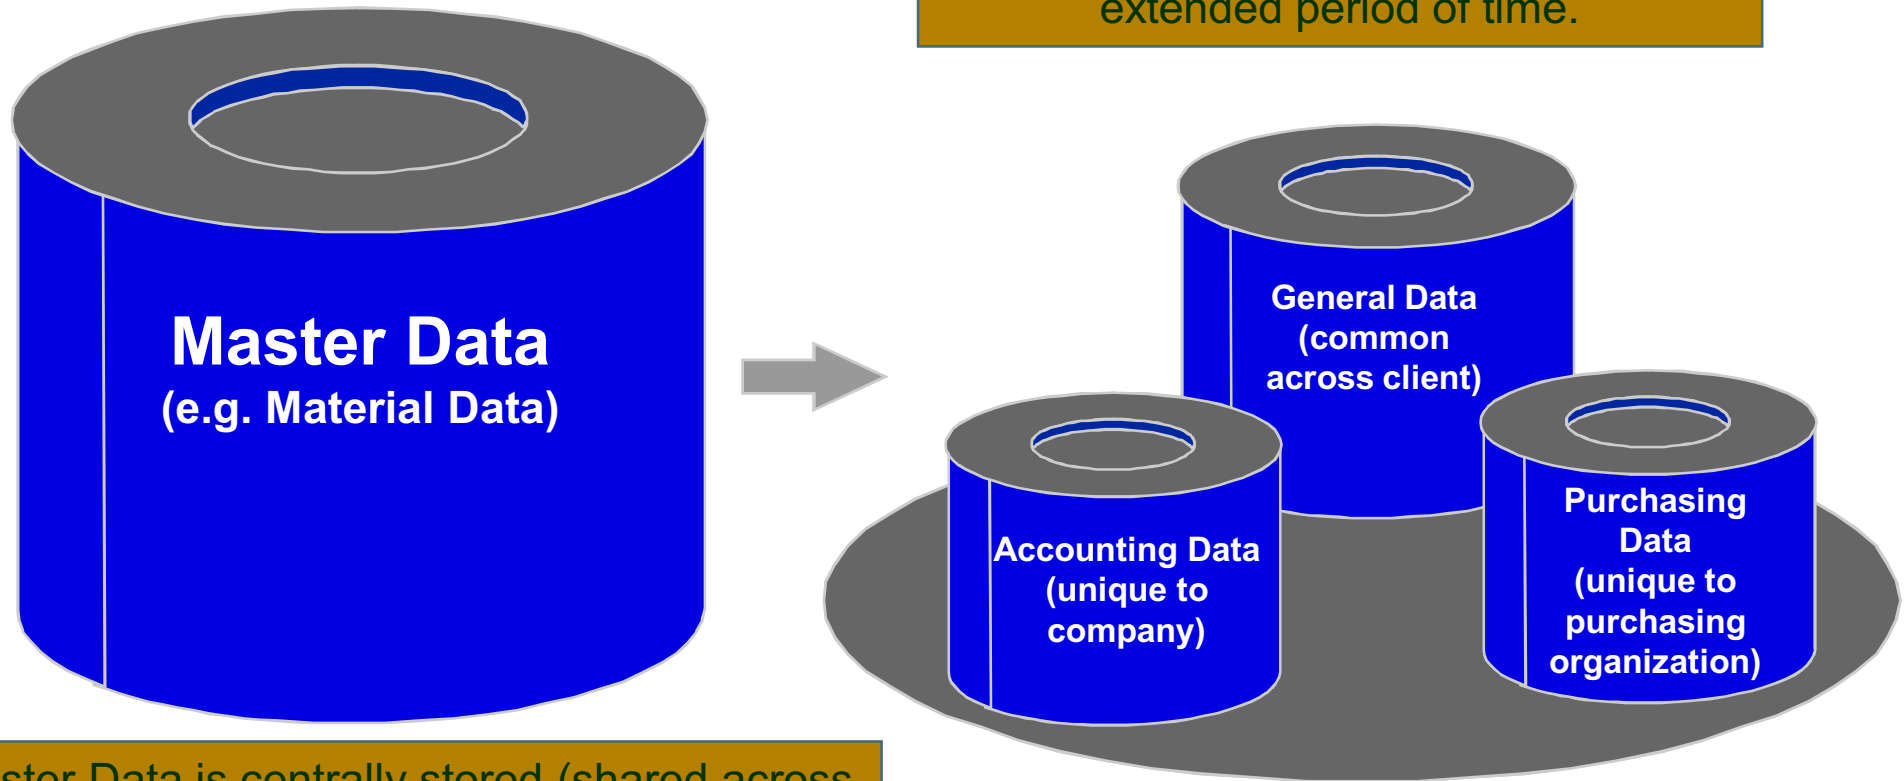 extended period of time.
Master Data
(e.g. Material Data)
General Data
(common
across client)
Accounting Data
(unique to
company)
Purchasing
Data
(unique to
purchasing
organization)
Data is centrally stored (shared across